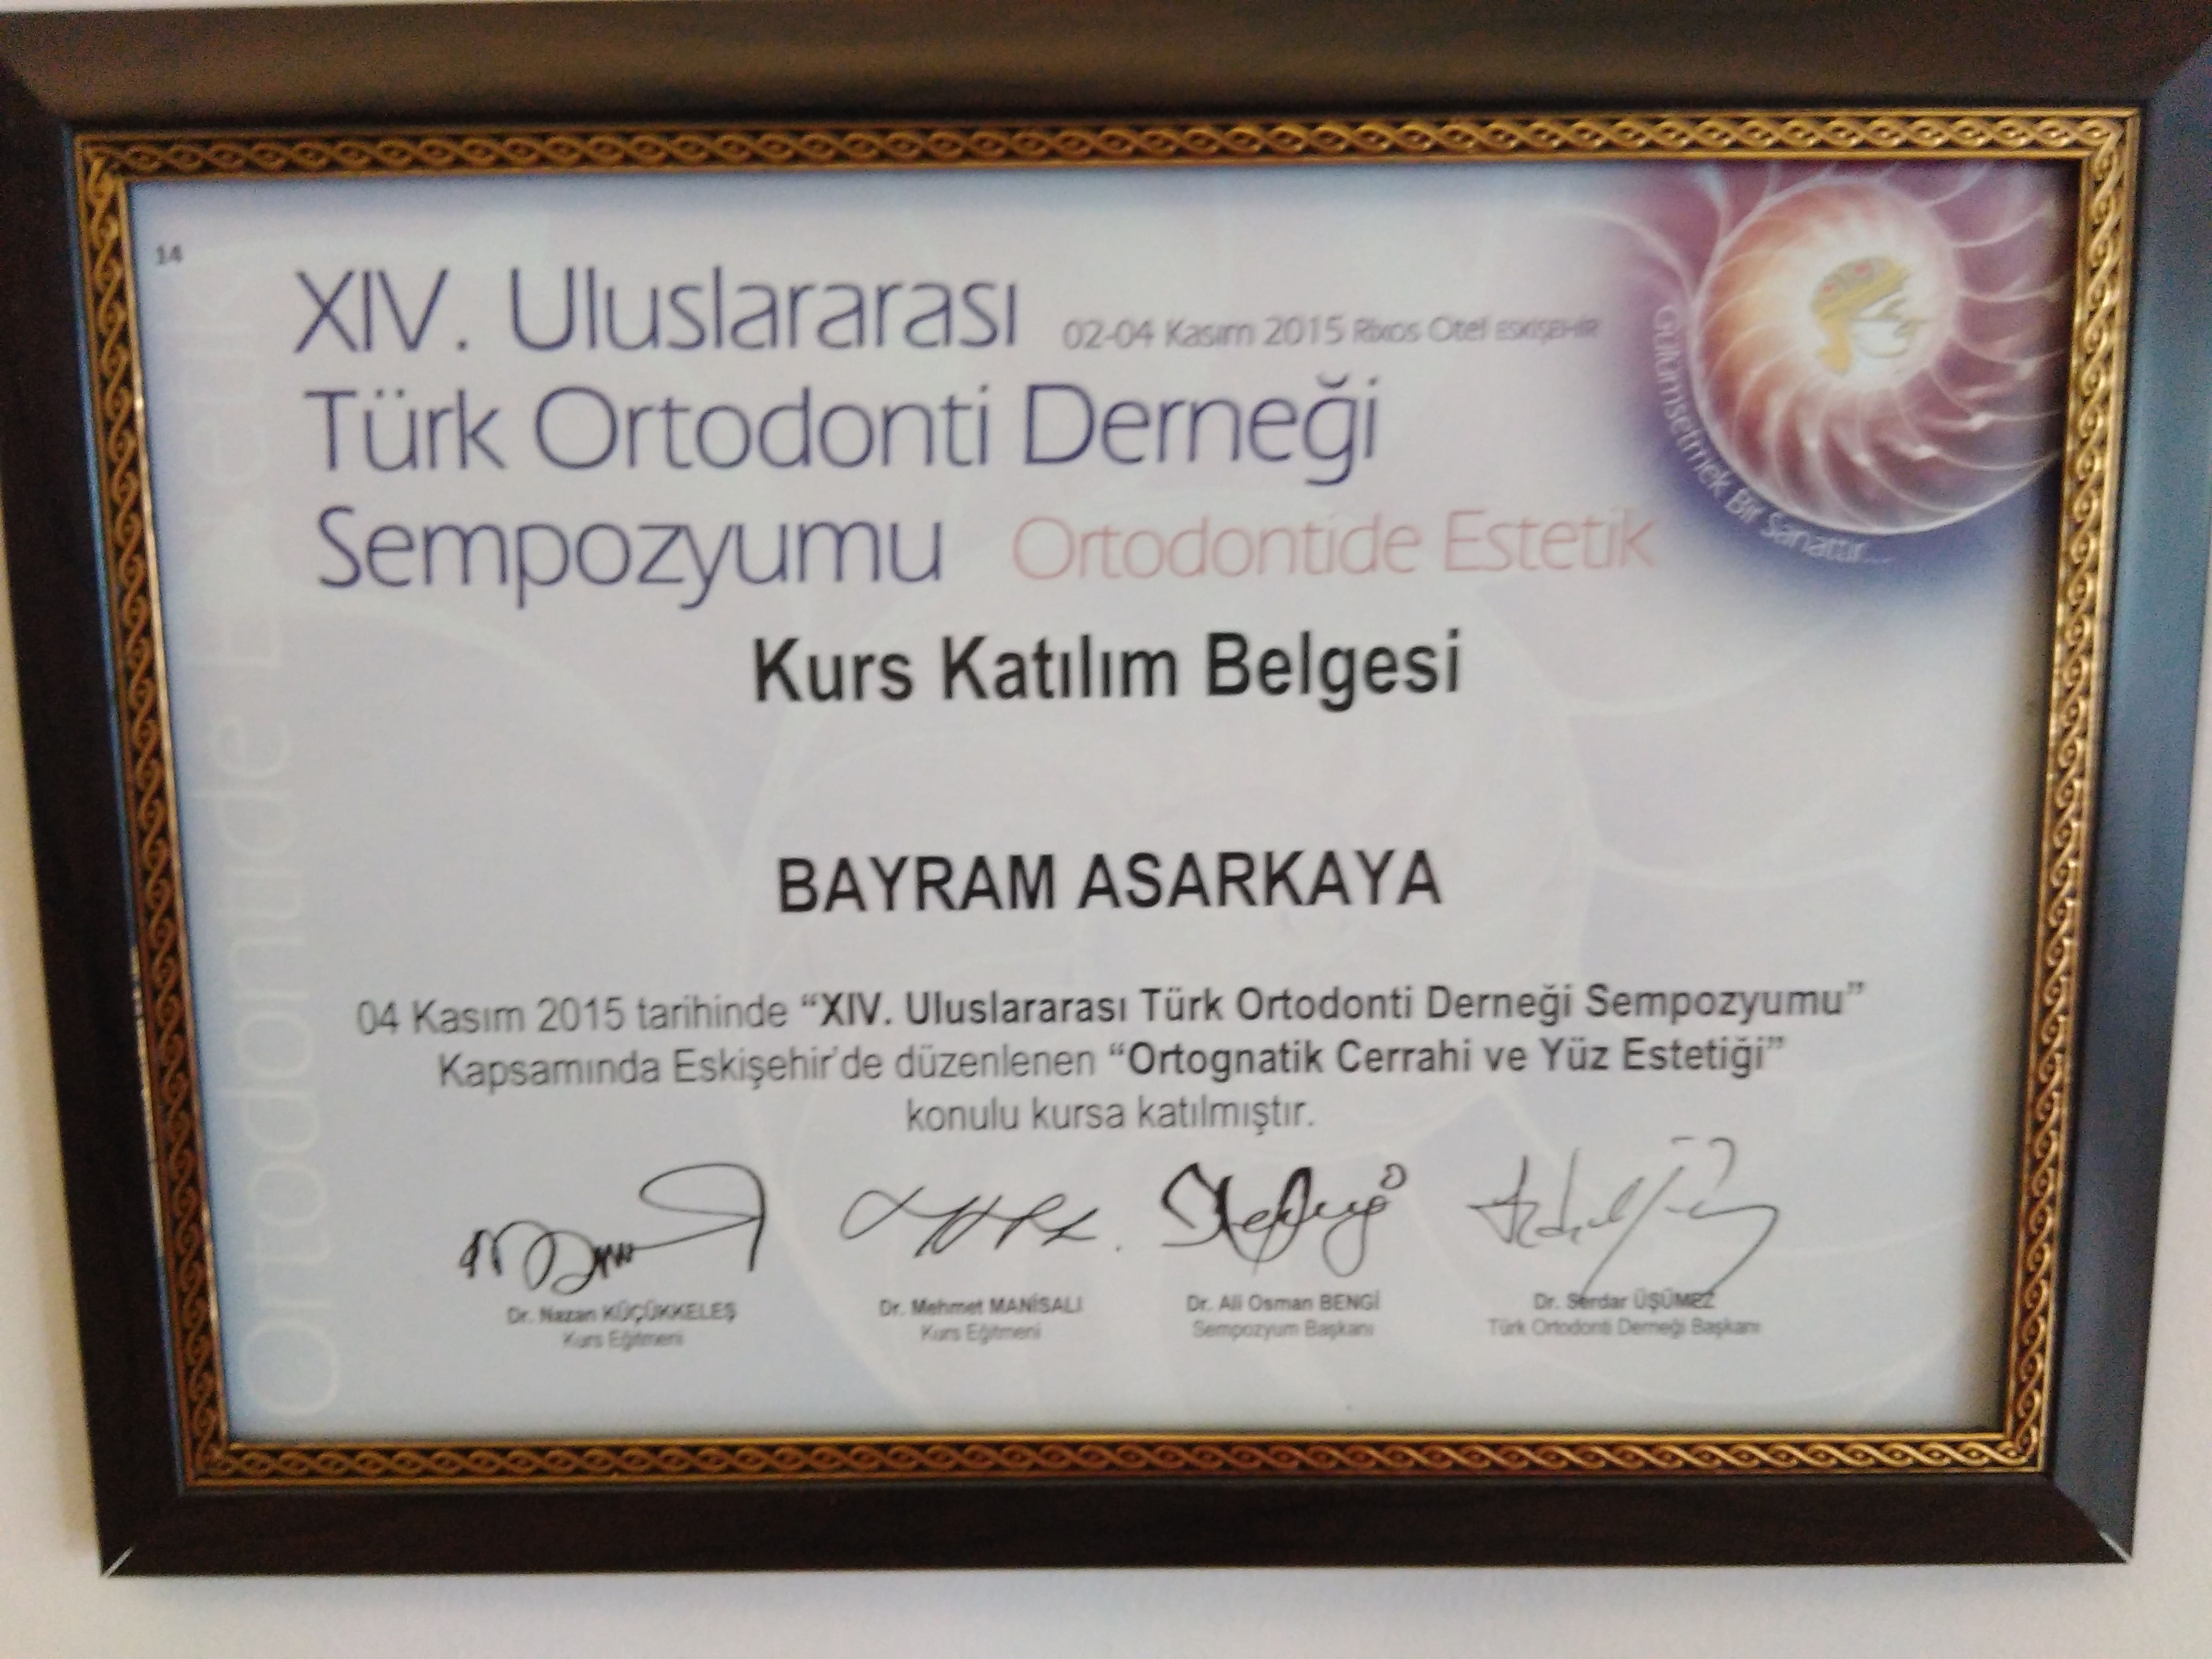 14
XIV. Uluslararası
02-04 Kasım 2015 Rixos Otel ESKİŞEHİR
Türk Ortodonti Derneği
Sempozyumu Ortodontide Estetik
Gülümsetmek Bir Sanattır...
Kurs Katılım Belgesi
BAYRAM ASARKAYA
04 Kasım 2015 tarihinde “XIV. Uluslararası Türk Ortodonti Derneği Sempozyumu”
Kapsamında Eskişehir’de düzenlenen “Ortognatik Cerrahi ve Yüz Estetiği”
konulu kursa katılmıştır.
Dr. Nazan KÜÇÜKKELEŞ
Kurs Eğitmeni
Dr. Mehmet MANİSALI
Kurs Eğitmeni
Dr. Ali Osman BENGİ
Sempozyum Başkanı
Dr. Serdar ÜŞÜMEZ
Türk Ortodonti Derneği Başkanı
Ortodontide Estetik